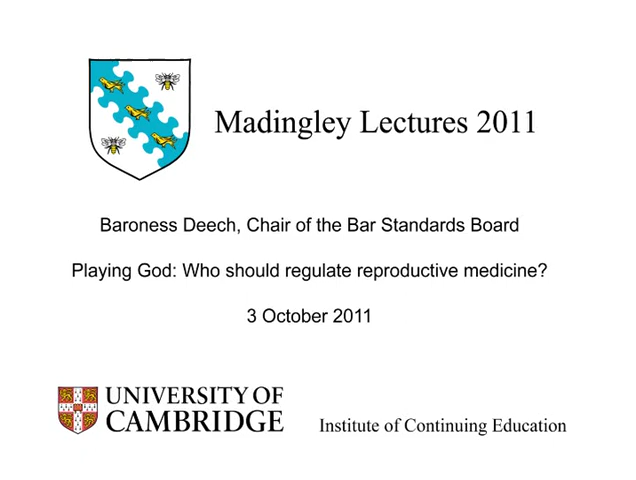 Madingley Lectures 2011
Baroness Deech, Chair of the Bar Standards Board
Playing God: Who should regulate reproductive medicine?
3 October 2011
UNIVERSITY OF
CAMBRIDGE
Institute of Continuing Education